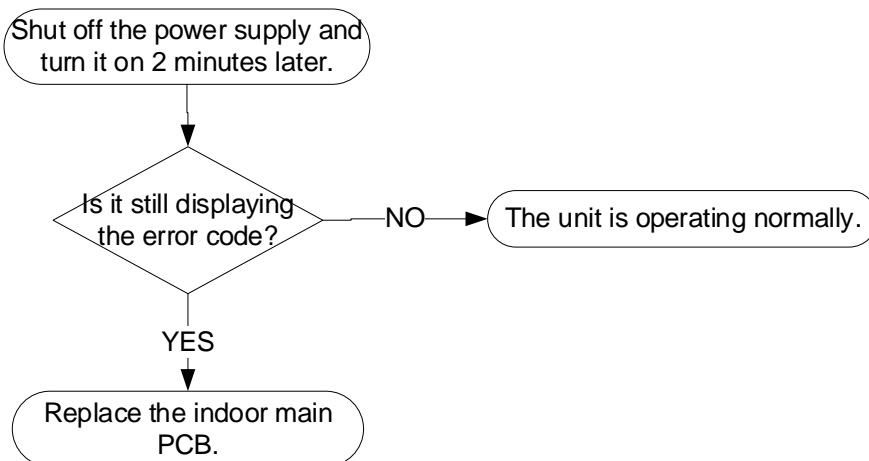 Shut off the power supply and
turn it on 2 minutes later.
Is it still displaying
the error code?
NO
The unit is operating normally.
YES
Replace the indoor main
PCB.